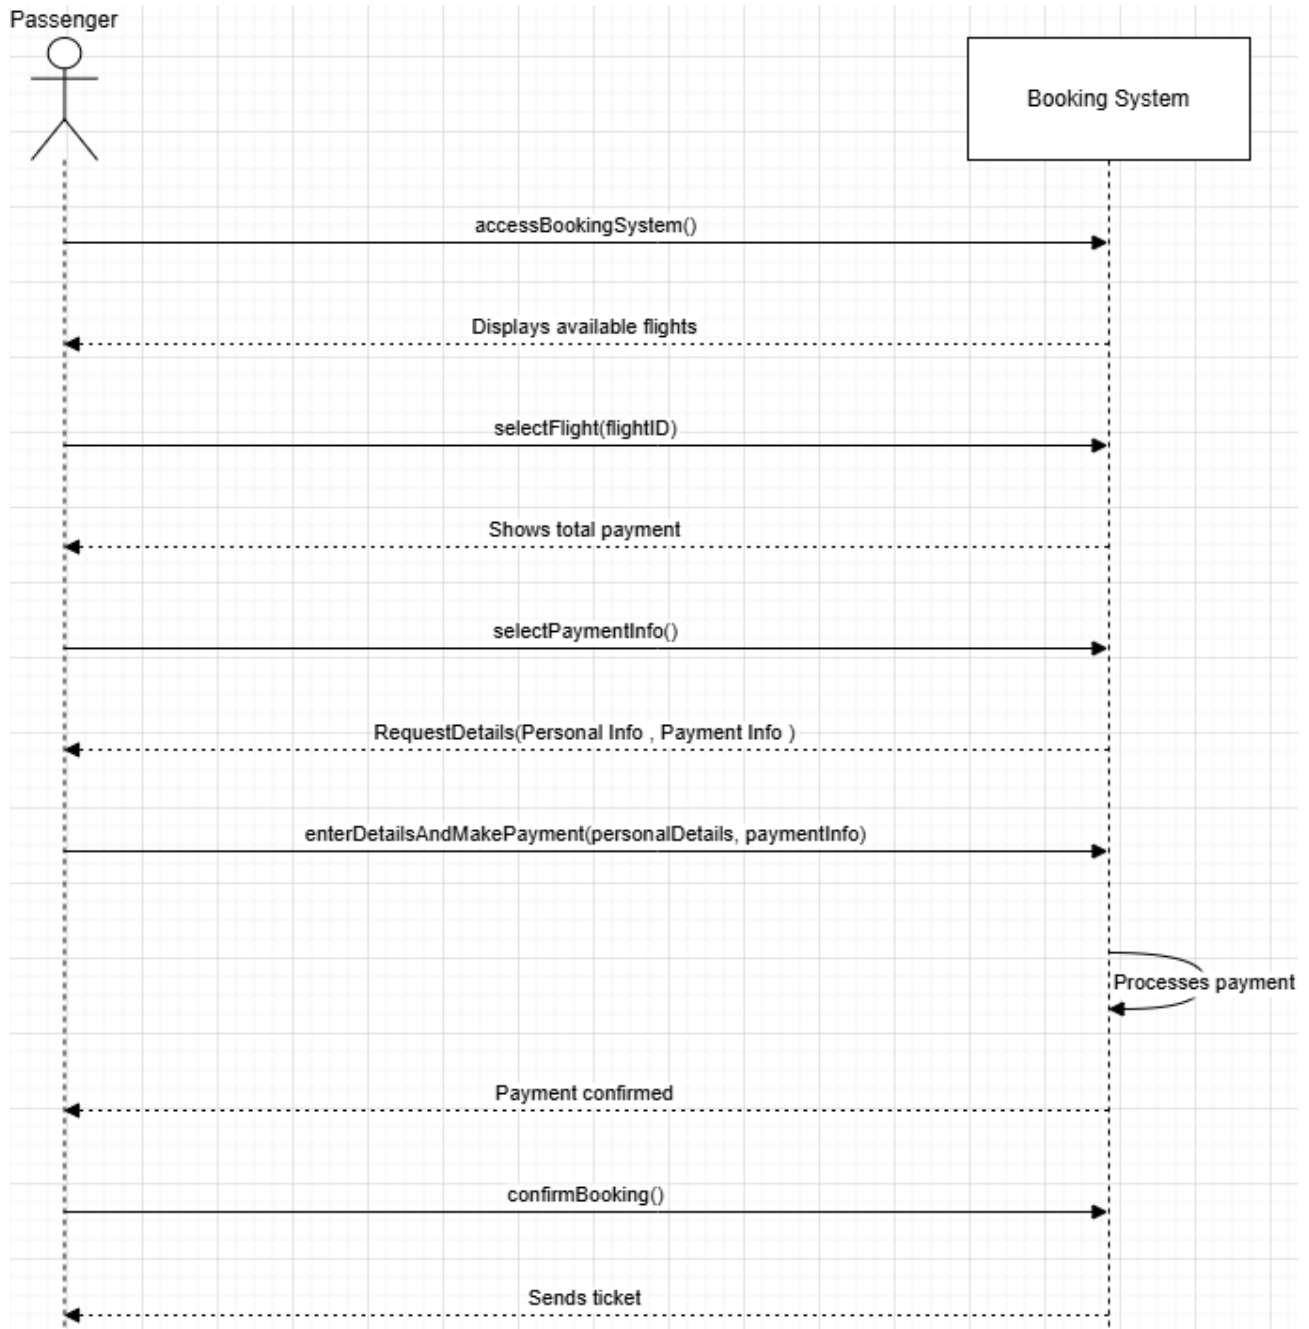 Passenger
Booking System
accessBookingSystem()
Displays available flights
selectFlight(flightID)
Shows total payment
selectPaymentInfo()
RequestDetails(Personal Info , Payment Info )
enterDetailsAndMakePayment(personalDetails, paymentInfo)
Processes payment
Payment confirmed
confirmBooking()
Sends ticket